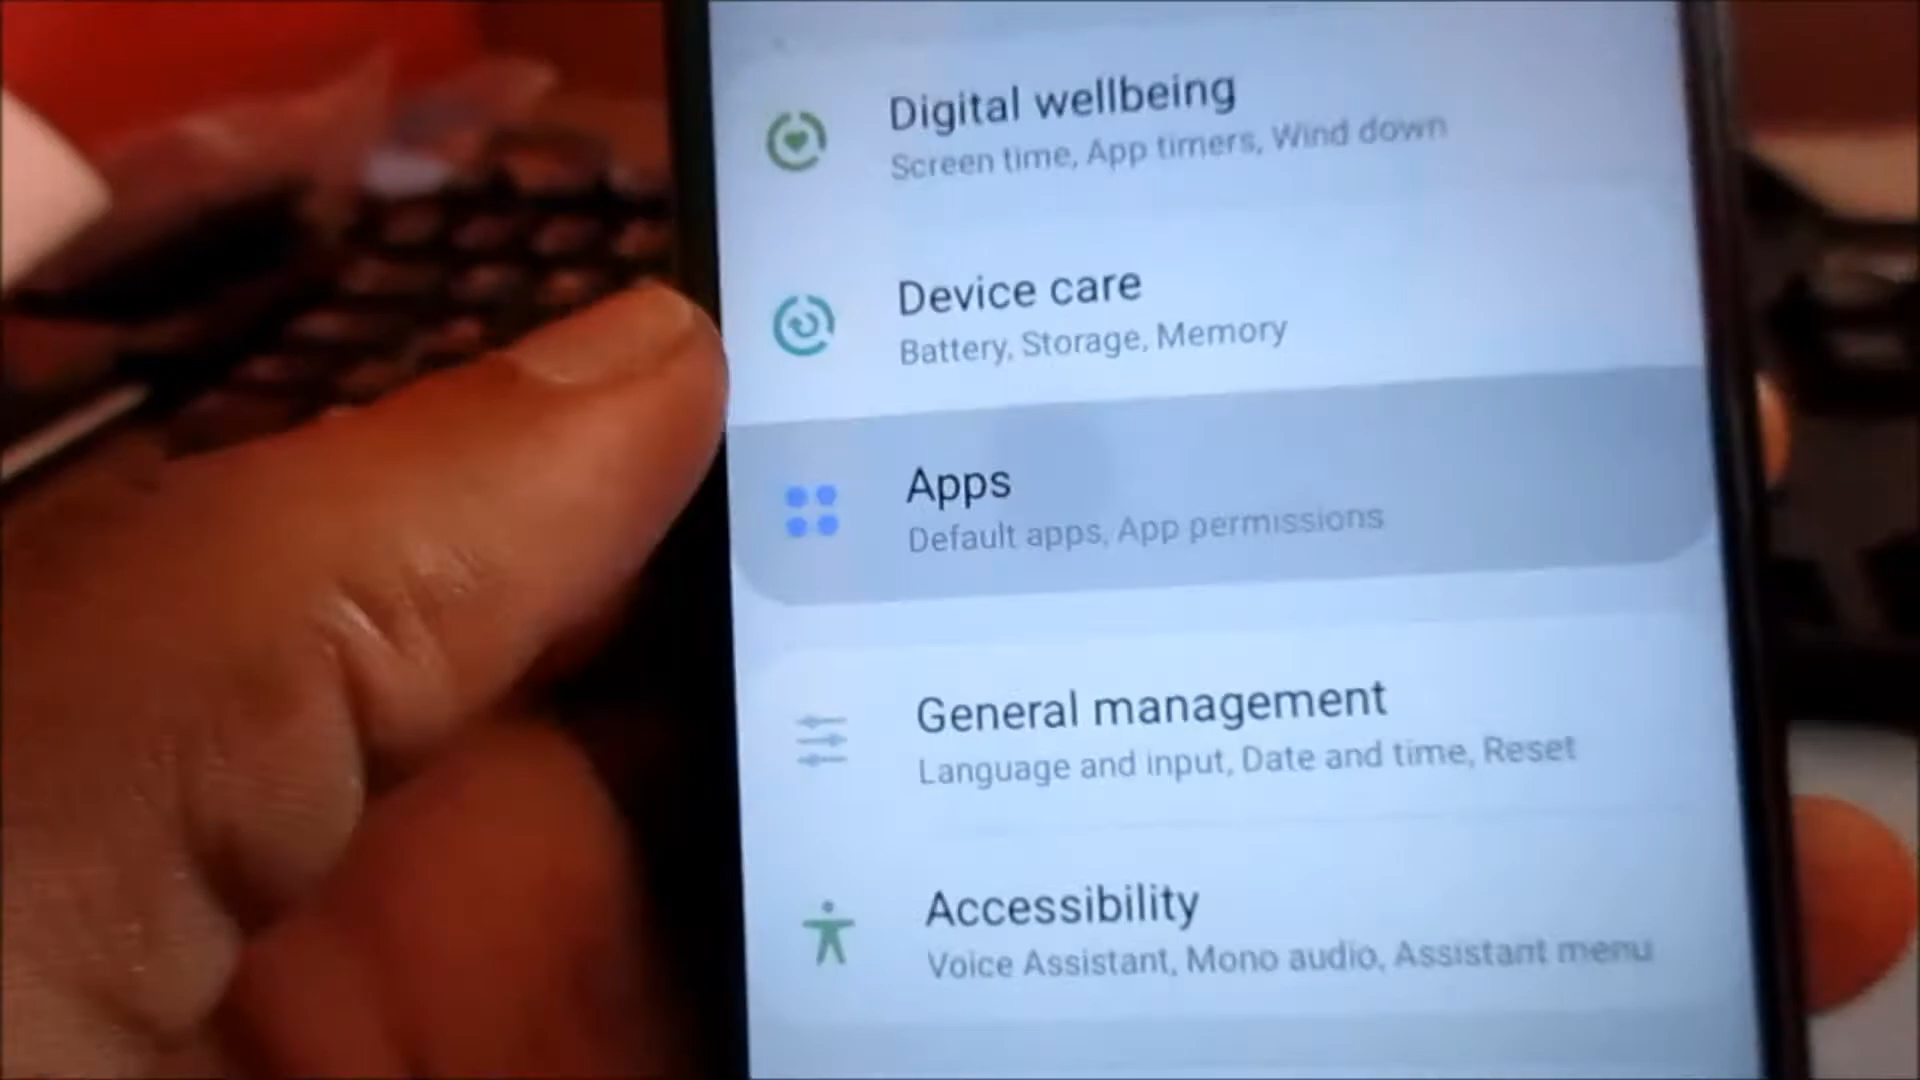 Digital wellbeing
Screen time, App timers, Wind down
Device care
Battery, Storage, Memory
Apps
Default apps, App permissions
General management
Language and input, Date and time, Reset
Accessibility
Voice Assistant, Mono audio, Assistant menu